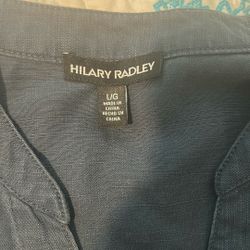 HILARY RADLEY
L/G
MADE IN
CHINA
HECHO EN
CHINA